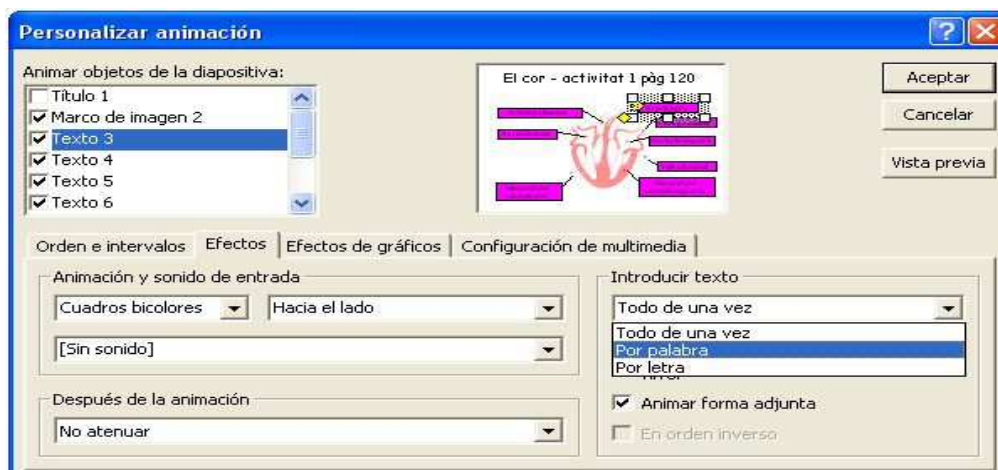 Personalizar animación
Animar objetos de la diapositiva:
Título 1
Marco de imagen 2
Texto 3
Texto 4
Texto 5
Texto 6
El cor - activitat 1 pàg 120
Aceptar
Cancelar
Vista previa
Orden e intervalos
Efectos
Efectos de gráficos
Configuración de multimedia
Animación y sonido de entrada
Cuadros bicolores
Hacia el lado
[Sin sonido]
Después de la animación
No atenuar
Introducir texto
Todo de una vez
Todo de una vez
Por palabra
Por letra
Animar forma adjunta
En orden inverso